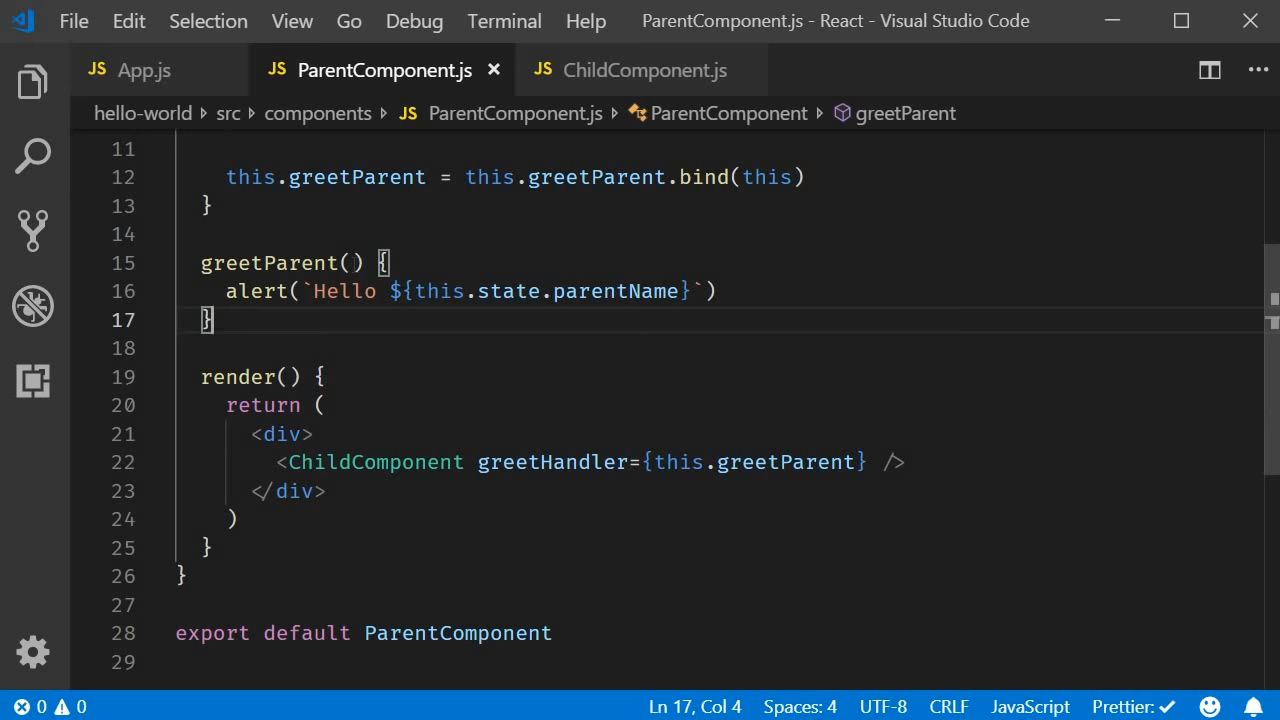 File Edit Selection View Go Debug Terminal Help ParentComponent.js - React - Visual Studio Code
JS App.js JS ParentComponent.js × JS ChildComponent.js
hello-world > src > components > JS ParentComponent.js > ParentComponent > greetParent
11
12 this.greetParent = this.greetParent.bind(this)
13 }
14
15 greetParent() {
16 alert(`Hello ${this.state.parentName}`)
17 }
18
19 render() {
20 return (
21 <div>
22 <ChildComponent greetHandler={this.greetParent} />
23 </div>
24 )
25 }
26 }
27
28 export default ParentComponent
29
0 0 Ln 17, Col 4 Spaces: 4 UTF-8 CRLF JavaScript Prettier: ✓